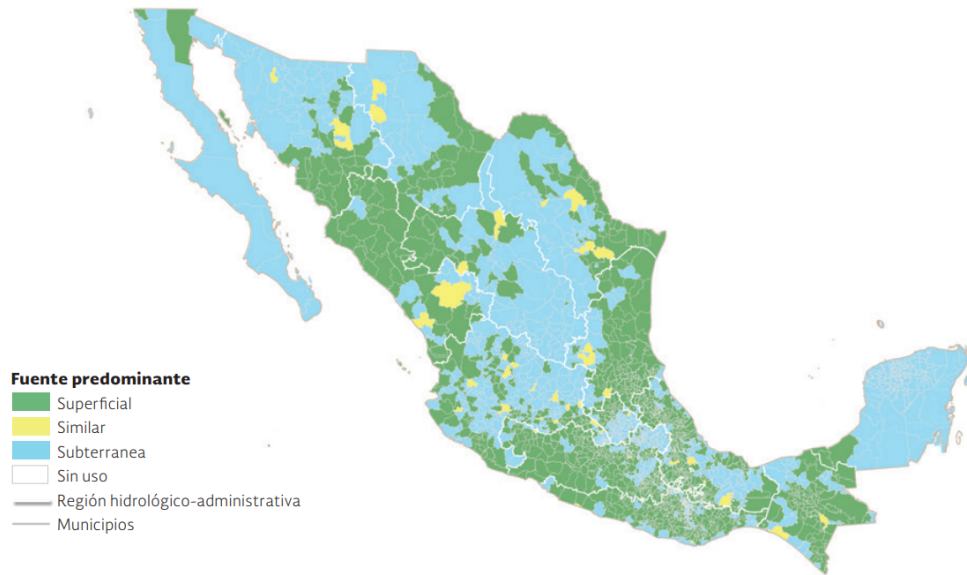 Fuente predominante
Superficial
Similar
Subterranea
Sin uso
Región hidrológico-administrativa
Municipios